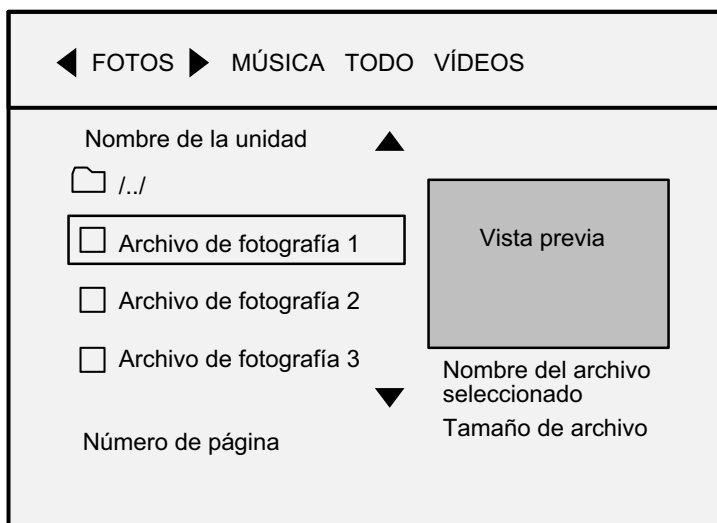 FOTOS MÚSICA TODO VÍDEOS
Nombre de la unidad
/../
Archivo de fotografía 1
Archivo de fotografía 2
Archivo de fotografía 3
Número de página
Vista previa
Nombre del archivo
seleccionado
Tamaño de archivo